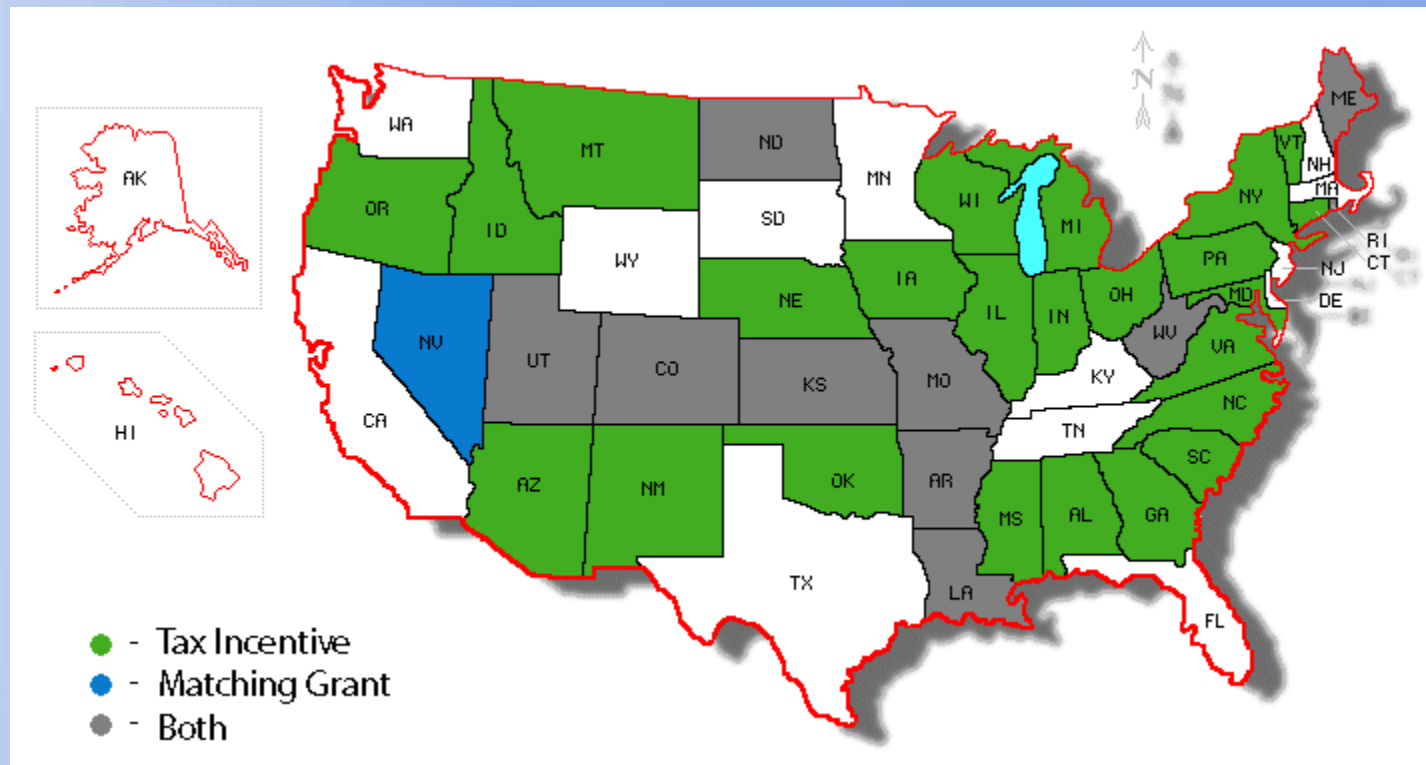 N
ME
WA
MT
ND
VT
AK
MN
NH
MA
OR
WI
NY
ID
SD
MI
RI
WY
PA
CT
NJ
IA
NE
OH
MD
DE
IL
IN
NV
WV
UT
VA
CO
KS
MO
KY
NC
CA
TN
HI
SC
AZ
NM
OK
AR
MS
AL
GA
TX
LA
FL
- Tax Incentive
- Matching Grant
- Both